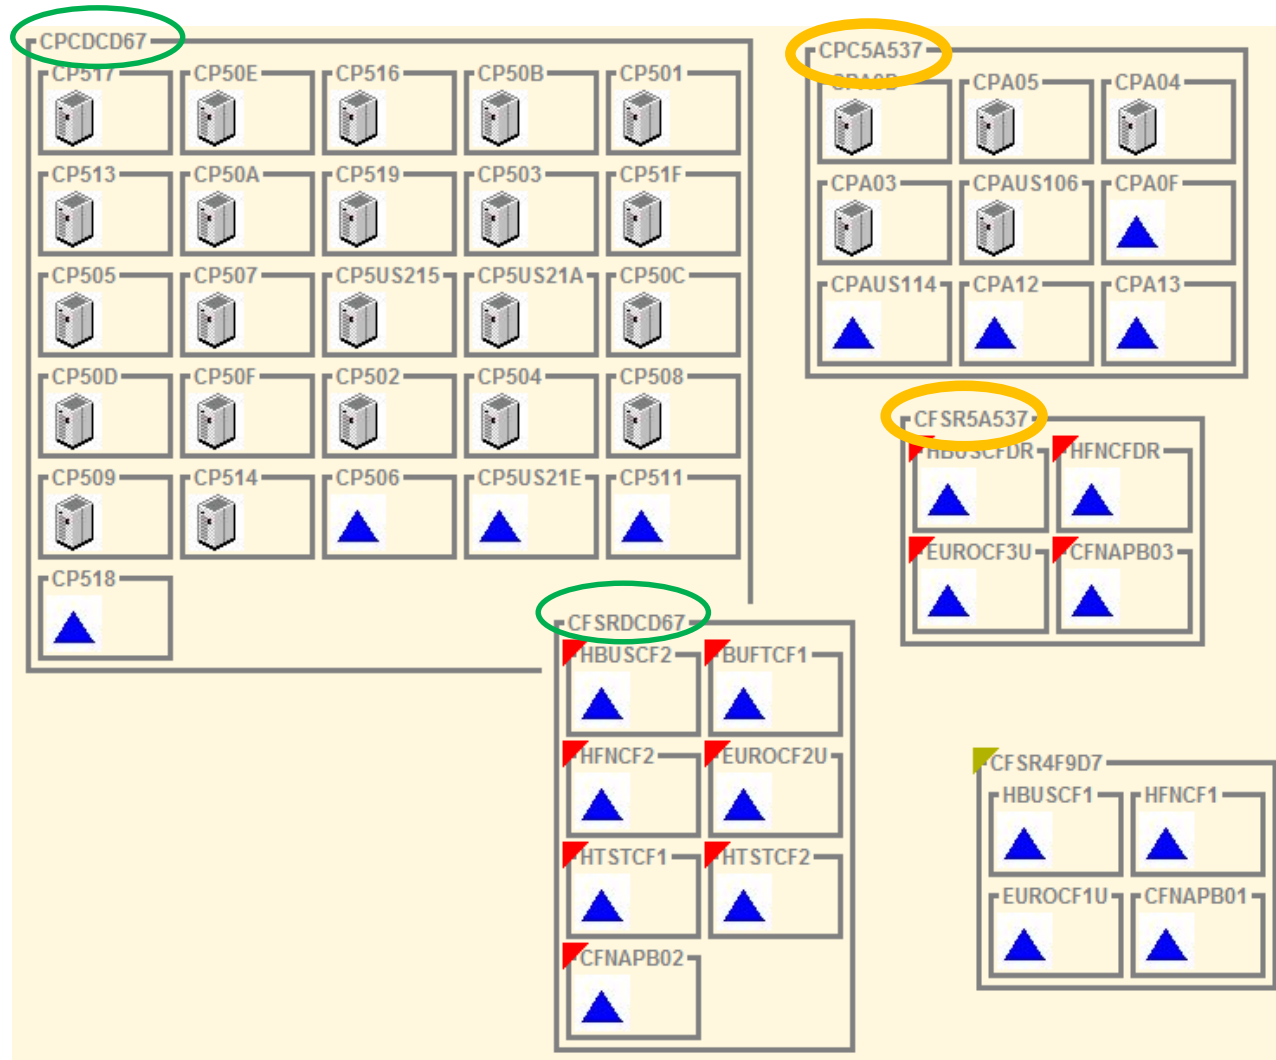 CPCDCD67
CP517 CP50E CP516 CP50B CP501
CP513 CP50A CP519 CP503 CP51F
CP505 CP507 CP5US215 CP5US21A CP50C
CP50D CP50F CP502 CP504 CP508
CP509 CP514 CP506 CP5US21E CP511
CP518
CPC5A537
CPA0B CPA05 CPA04
CPA03 CPAUS106 CPA0F
CPAUS114 CPA12 CPA13
CFSR5A537
HBUSCFDR HFNCFDR
EUROCF3U CFNAPB03
CFSRDCD67
HBUSCF2 BUFTCF1
HFNCF2 EUROCF2U
HTSTCF1 HTSTCF2
CFNAPB02
CFSR4F9D7
HBUSCF1 HFNCF1
EUROCF1U CFNAPB01